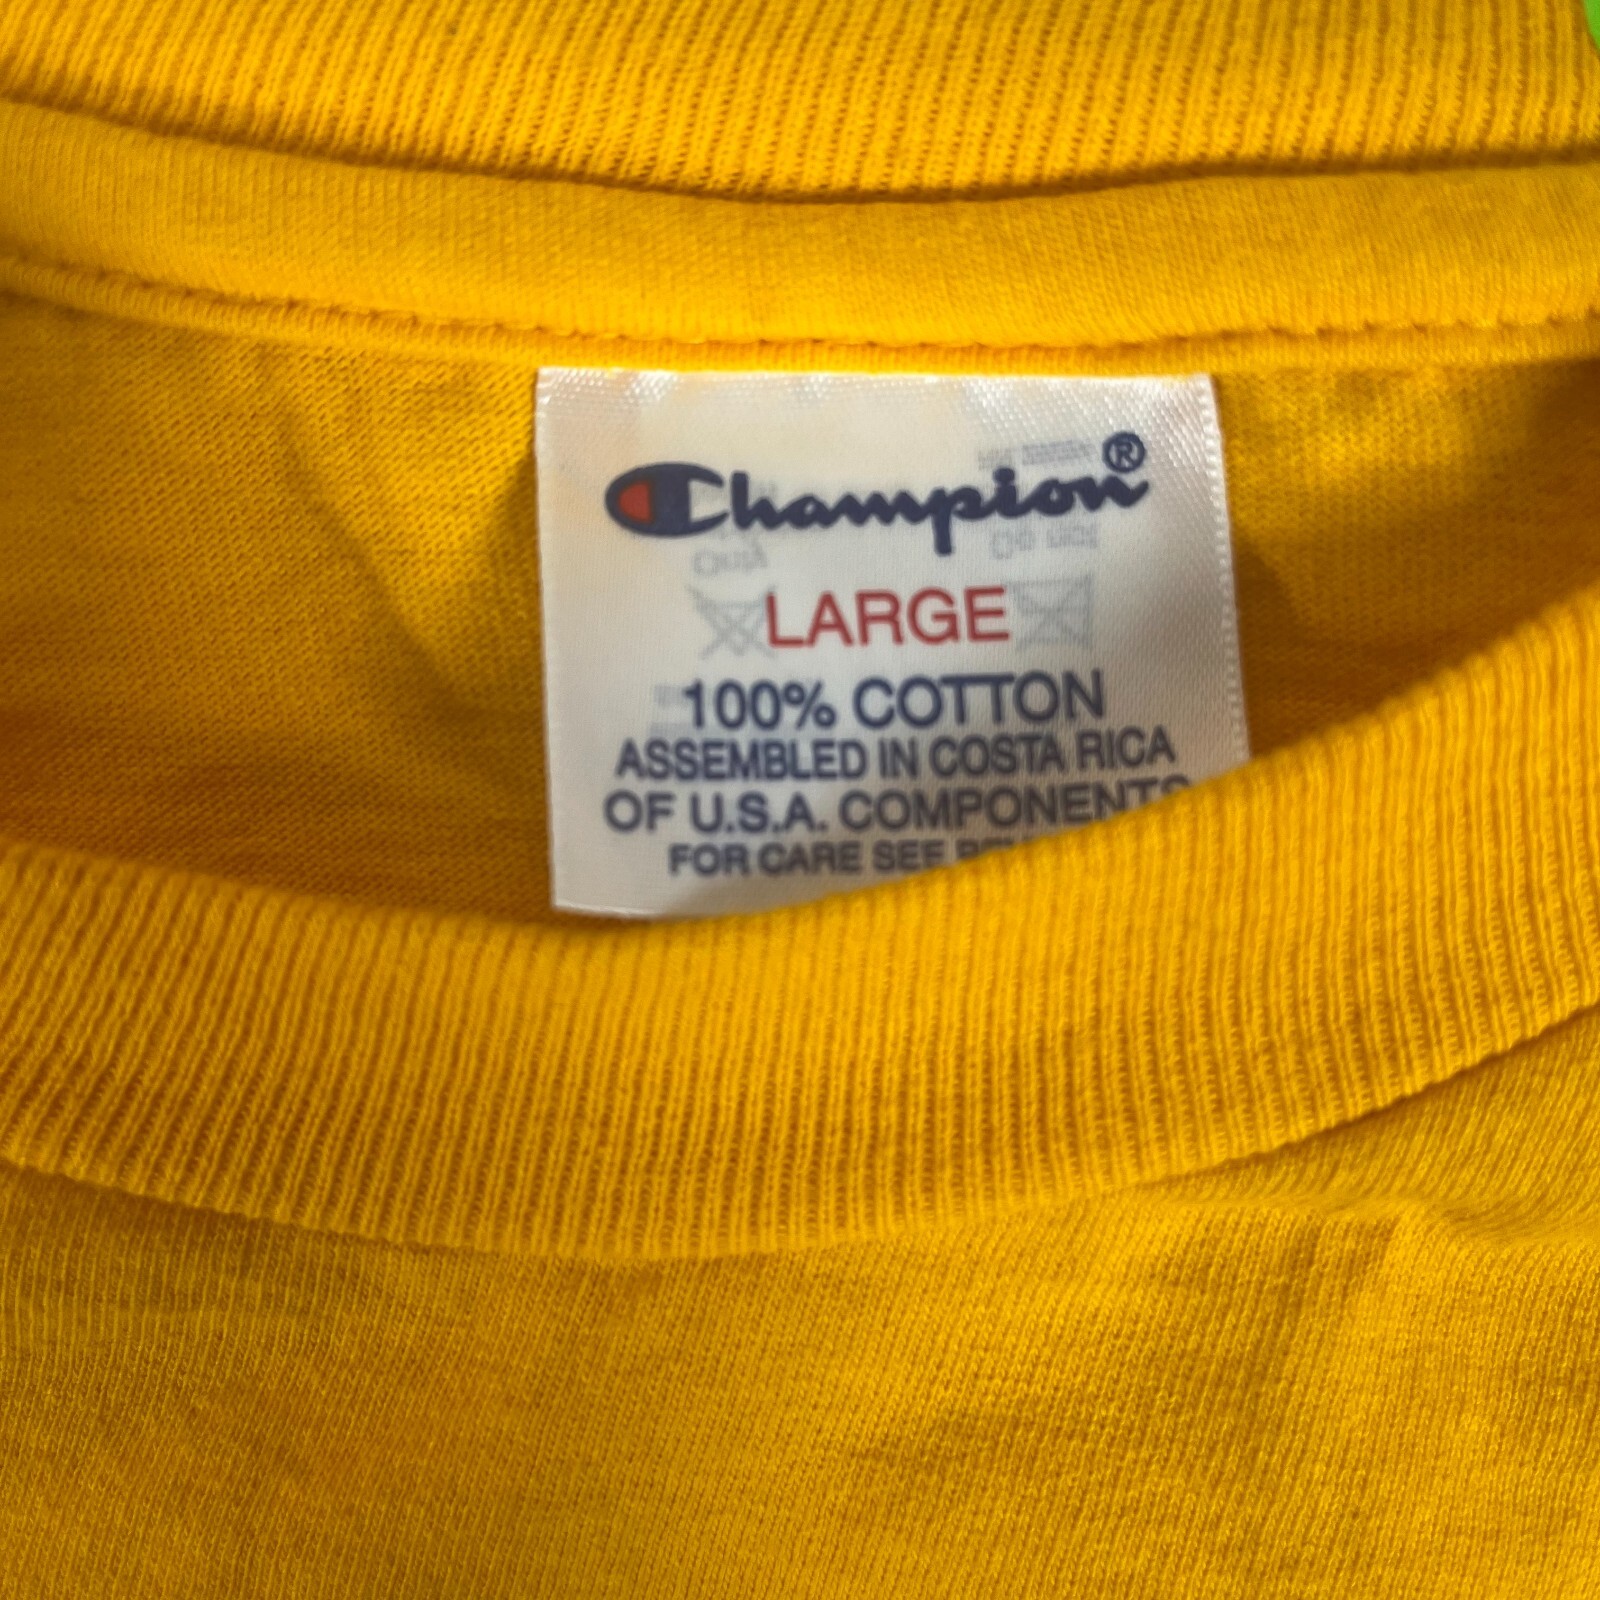 Champion®
LARGE
100% COTTON
ASSEMBLED IN COSTA RICA
OF U.S.A. COMPONENTS
FOR CARE SEE